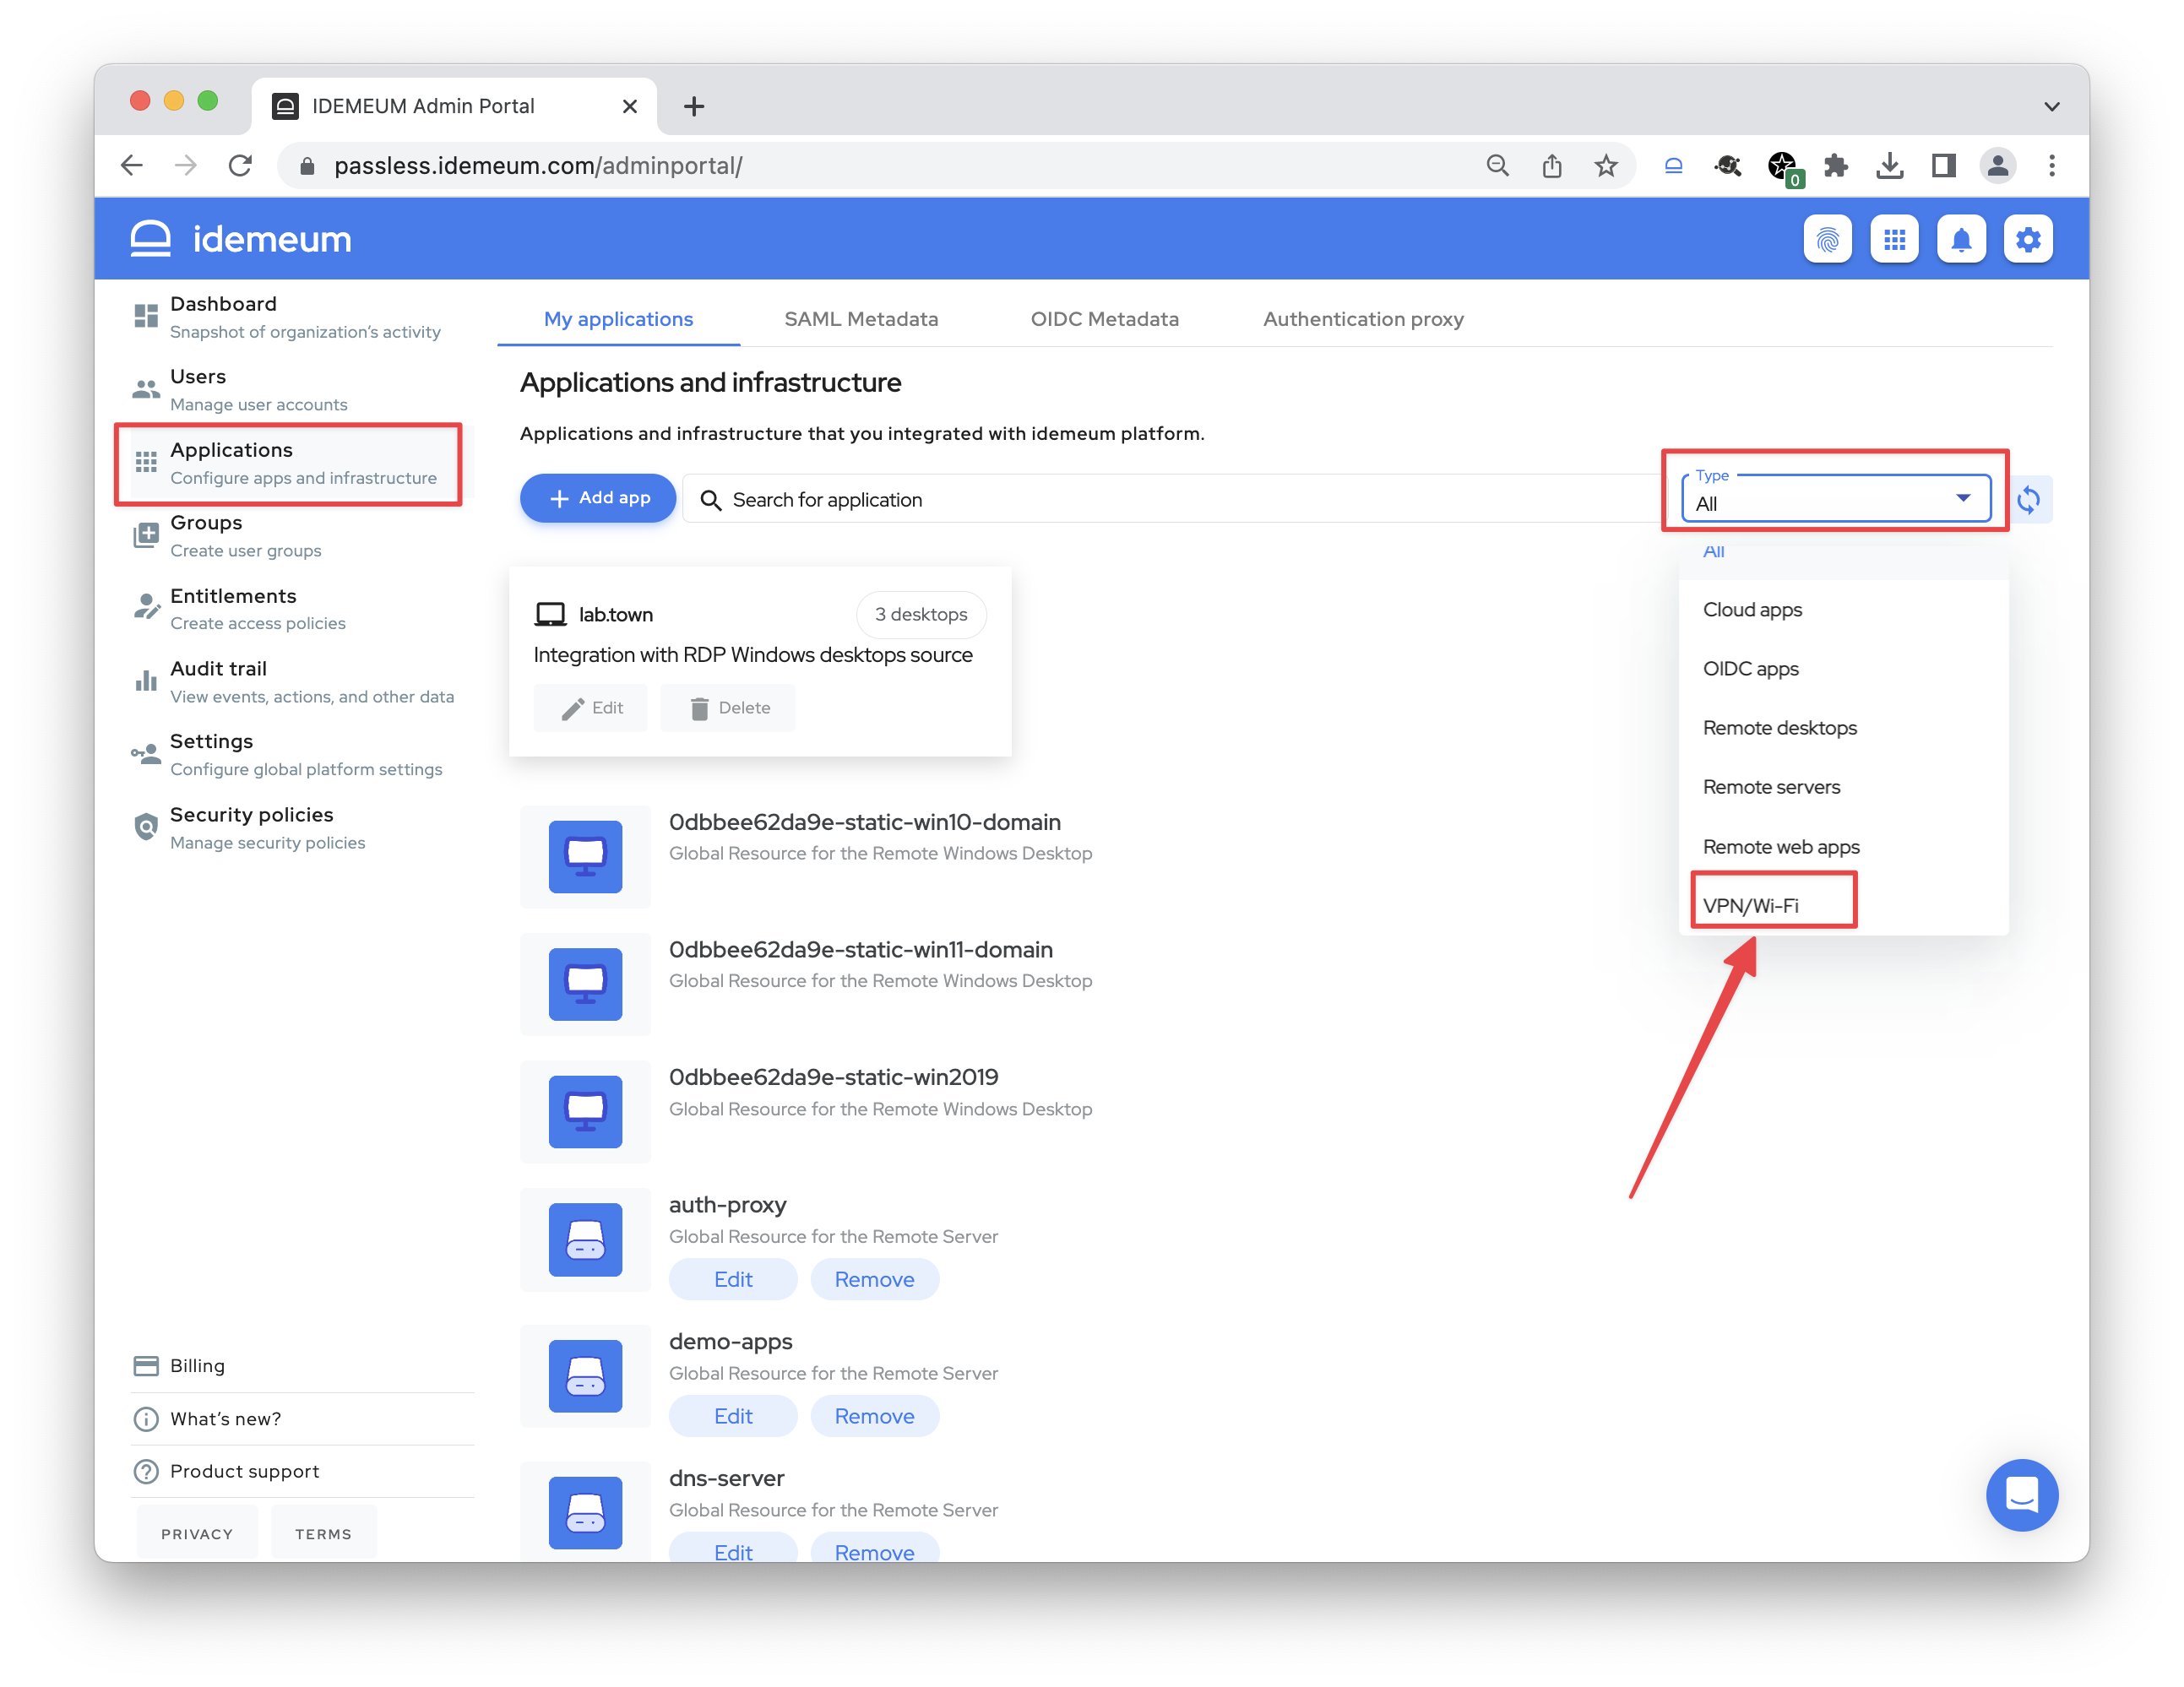 IDEMEUM Admin Portal
passless.idemeum.com/adminportal/
0
idemeum
Dashboard
Snapshot of organization's activity
Users
Manage user accounts
Applications
Configure apps and infrastructure
Groups
Create user groups
Entitlements
Create access policies
Audit trail
View events, actions, and other data
Settings
Configure global platform settings
Security policies
Manage security policies
Billing
What's new?
Product support
PRIVACY TERMS
My applications SAML Metadata OIDC Metadata Authentication proxy
Applications and infrastructure
Applications and infrastructure that you integrated with idemeum platform.
+ Add app Search for application
Type
All
All
Cloud apps
OIDC apps
Remote desktops
Remote servers
Remote web apps
VPN/Wi-Fi
lab.town 3 desktops
Integration with RDP Windows desktops source
Edit Delete
0dbbee62da9e-static-win10-domain
Global Resource for the Remote Windows Desktop
0dbbee62da9e-static-win11-domain
Global Resource for the Remote Windows Desktop
0dbbee62da9e-static-win2019
Global Resource for the Remote Windows Desktop
auth-proxy
Global Resource for the Remote Server
Edit Remove
demo-apps
Global Resource for the Remote Server
Edit Remove
dns-server
Global Resource for the Remote Server
Edit Remove